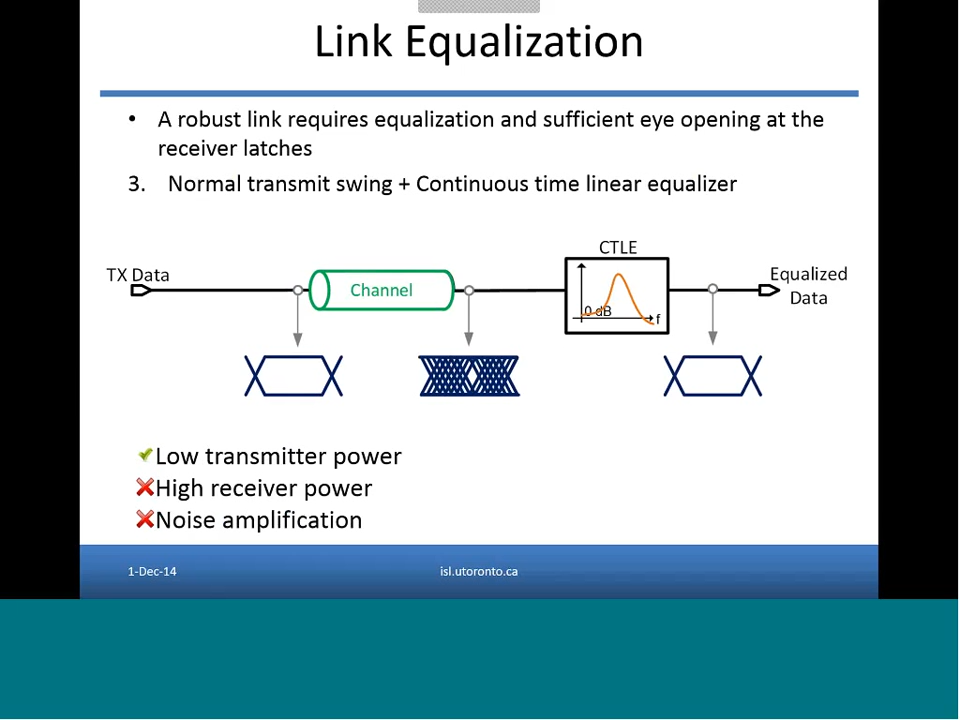 Link Equalization
• A robust link requires equalization and sufficient eye opening at the
receiver latches
3. Normal transmit swing + Continuous time linear equalizer
CTLE
TX Data
Channel
0 dB
f
Equalized
Data
Low transmitter power
High receiver power
Noise amplification
1-Dec-14
isl.utoronto.ca